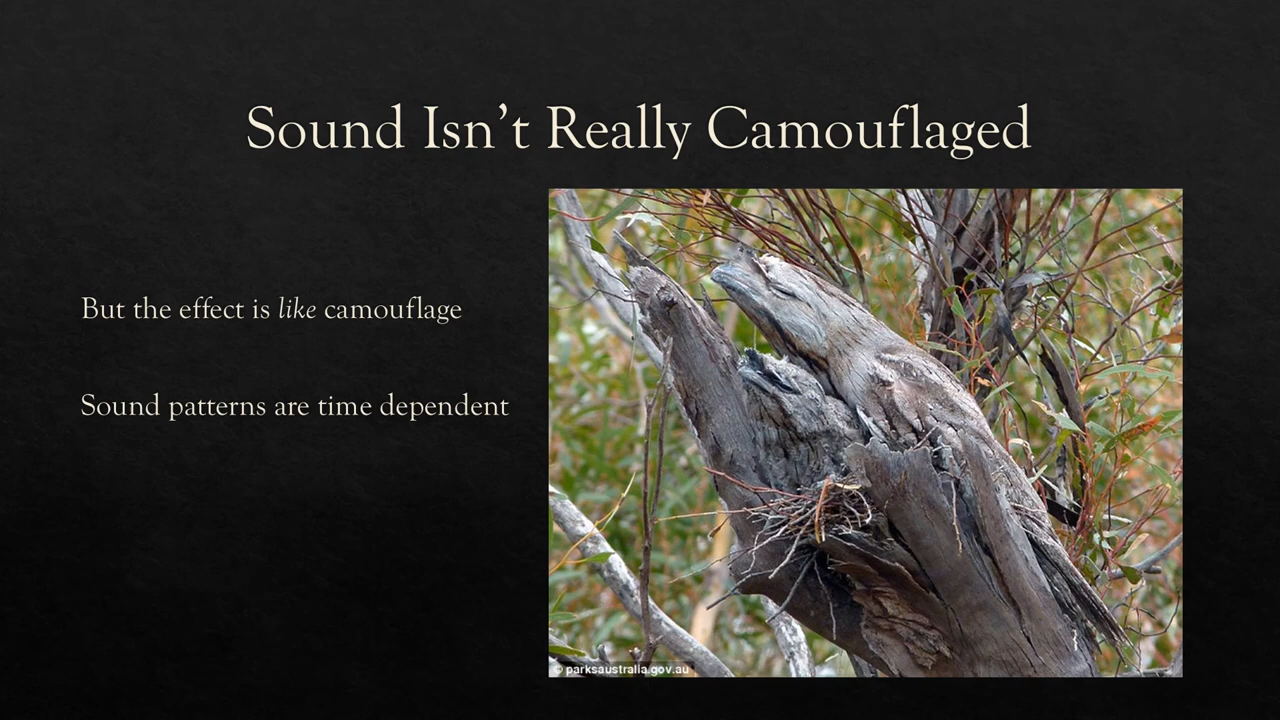 Sound Isn’t Really Camouflaged
But the effect is like camouflage
Sound patterns are time dependent
© parksaustralia.gov.au